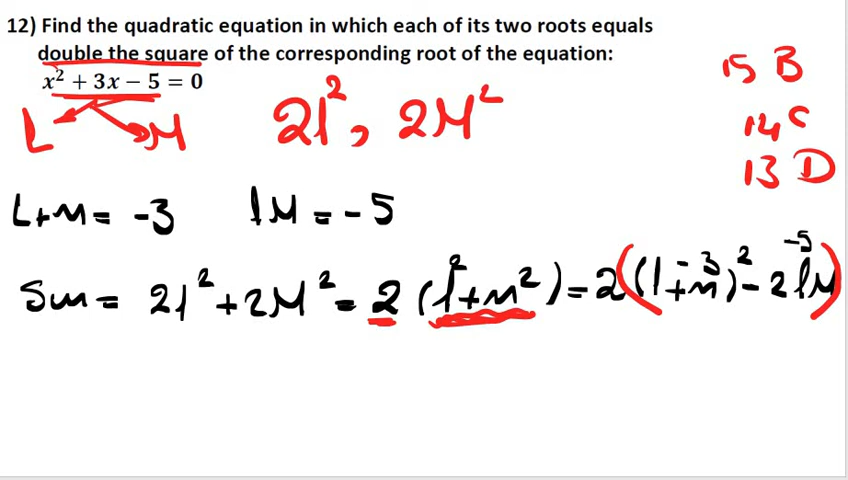 12) Find the quadratic equation in which each of its two roots equals
double the square of the corresponding root of the equation:
x² + 3x − 5 = 0
15 B
14 C
13 D
L M
2l², 2M²
L+M = -3 lM = -5
Sum = 2l² + 2M² = 2 (l²+m²) = 2((l+m)² - 2lM)
-3 -5